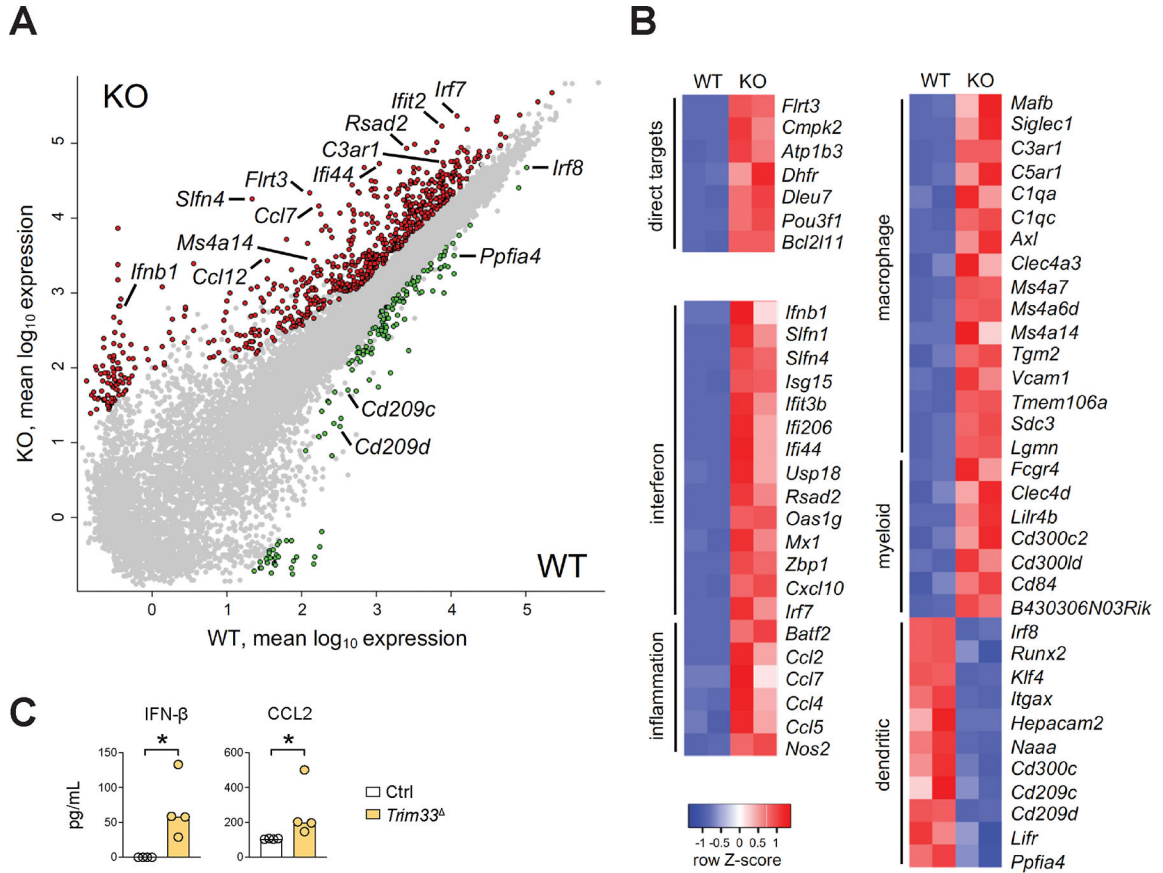 A
KO
Irf7
Ifit2
Rsad2
C3ar1
Ifi44
Flrt3
Slfn4
Ccl7
Ms4a14
Ccl12
Ifnb1
Irf8
Ppfia4
Cd209c
Cd209d
WT
5
4
3
2
1
0
KO, mean log10 expression
0 1 2 3 4 5
WT, mean log10 expression
B
WT KO
direct targets
Flrt3
Cmpk2
Atp1b3
Dhfr
Dleu7
Pou3f1
Bcl2l11
interferon
Ifnb1
Slfn1
Slfn4
Isg15
Ifit3b
Ifi206
Ifi44
Usp18
Rsad2
Oas1g
Mx1
Zbp1
Cxcl10
Irf7
inflammation
Batf2
Ccl2
Ccl7
Ccl4
Ccl5
Nos2
-1 -0.5 0 0.5 1
row Z-score
WT KO
macrophage
Mafb
Siglec1
C3ar1
C5ar1
C1qa
C1qc
Axl
Clec4a3
Ms4a7
Ms4a6d
Ms4a14
Tgm2
Vcam1
Tmem106a
Sdc3
Lgmn
myeloid
Fcgr4
Clec4d
Lilr4b
Cd300c2
Cd300ld
Cd84
B430306N03Rik
dendritic
Irf8
Runx2
Klf4
Itgax
Hepacam2
Naaa
Cd300c
Cd209c
Cd209d
Lifr
Ppfia4
C
IFN-β
*
150
100
50
0
pg/mL
CCL2
*
600
400
200
0
Ctrl
Trim33Δ